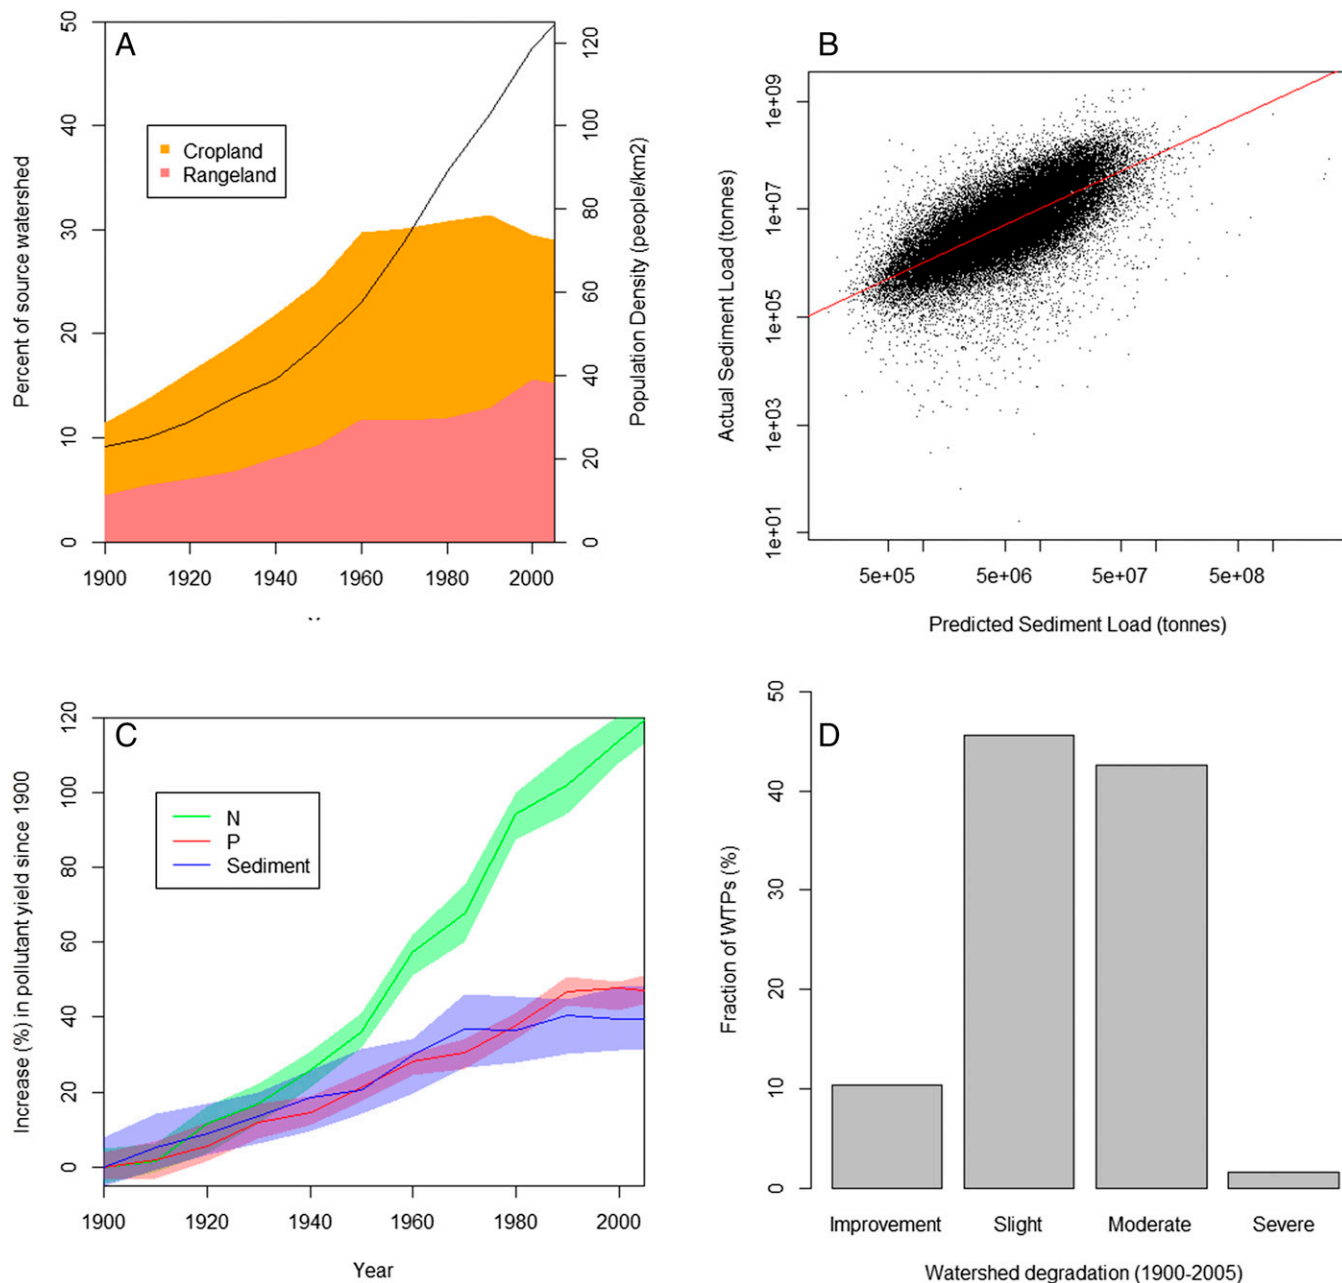 A
50
40
30
20
10
0
Percent of source watershed
Cropland
Rangeland
120
100
80
60
40
20
0
Population Density (people/km2)
1900 1920 1940 1960 1980 2000
B
1e+09
1e+07
1e+05
1e+03
1e+01
Actual Sediment Load (tonnes)
5e+05 5e+06 5e+07 5e+08
Predicted Sediment Load (tonnes)
C
120
100
80
60
40
20
0
Increase (%) in pollutant yield since 1900
N
P
Sediment
1900 1920 1940 1960 1980 2000
Year
D
50
40
30
20
10
0
Fraction of WTPs (%)
Improvement Slight Moderate Severe
Watershed degradation (1900-2005)